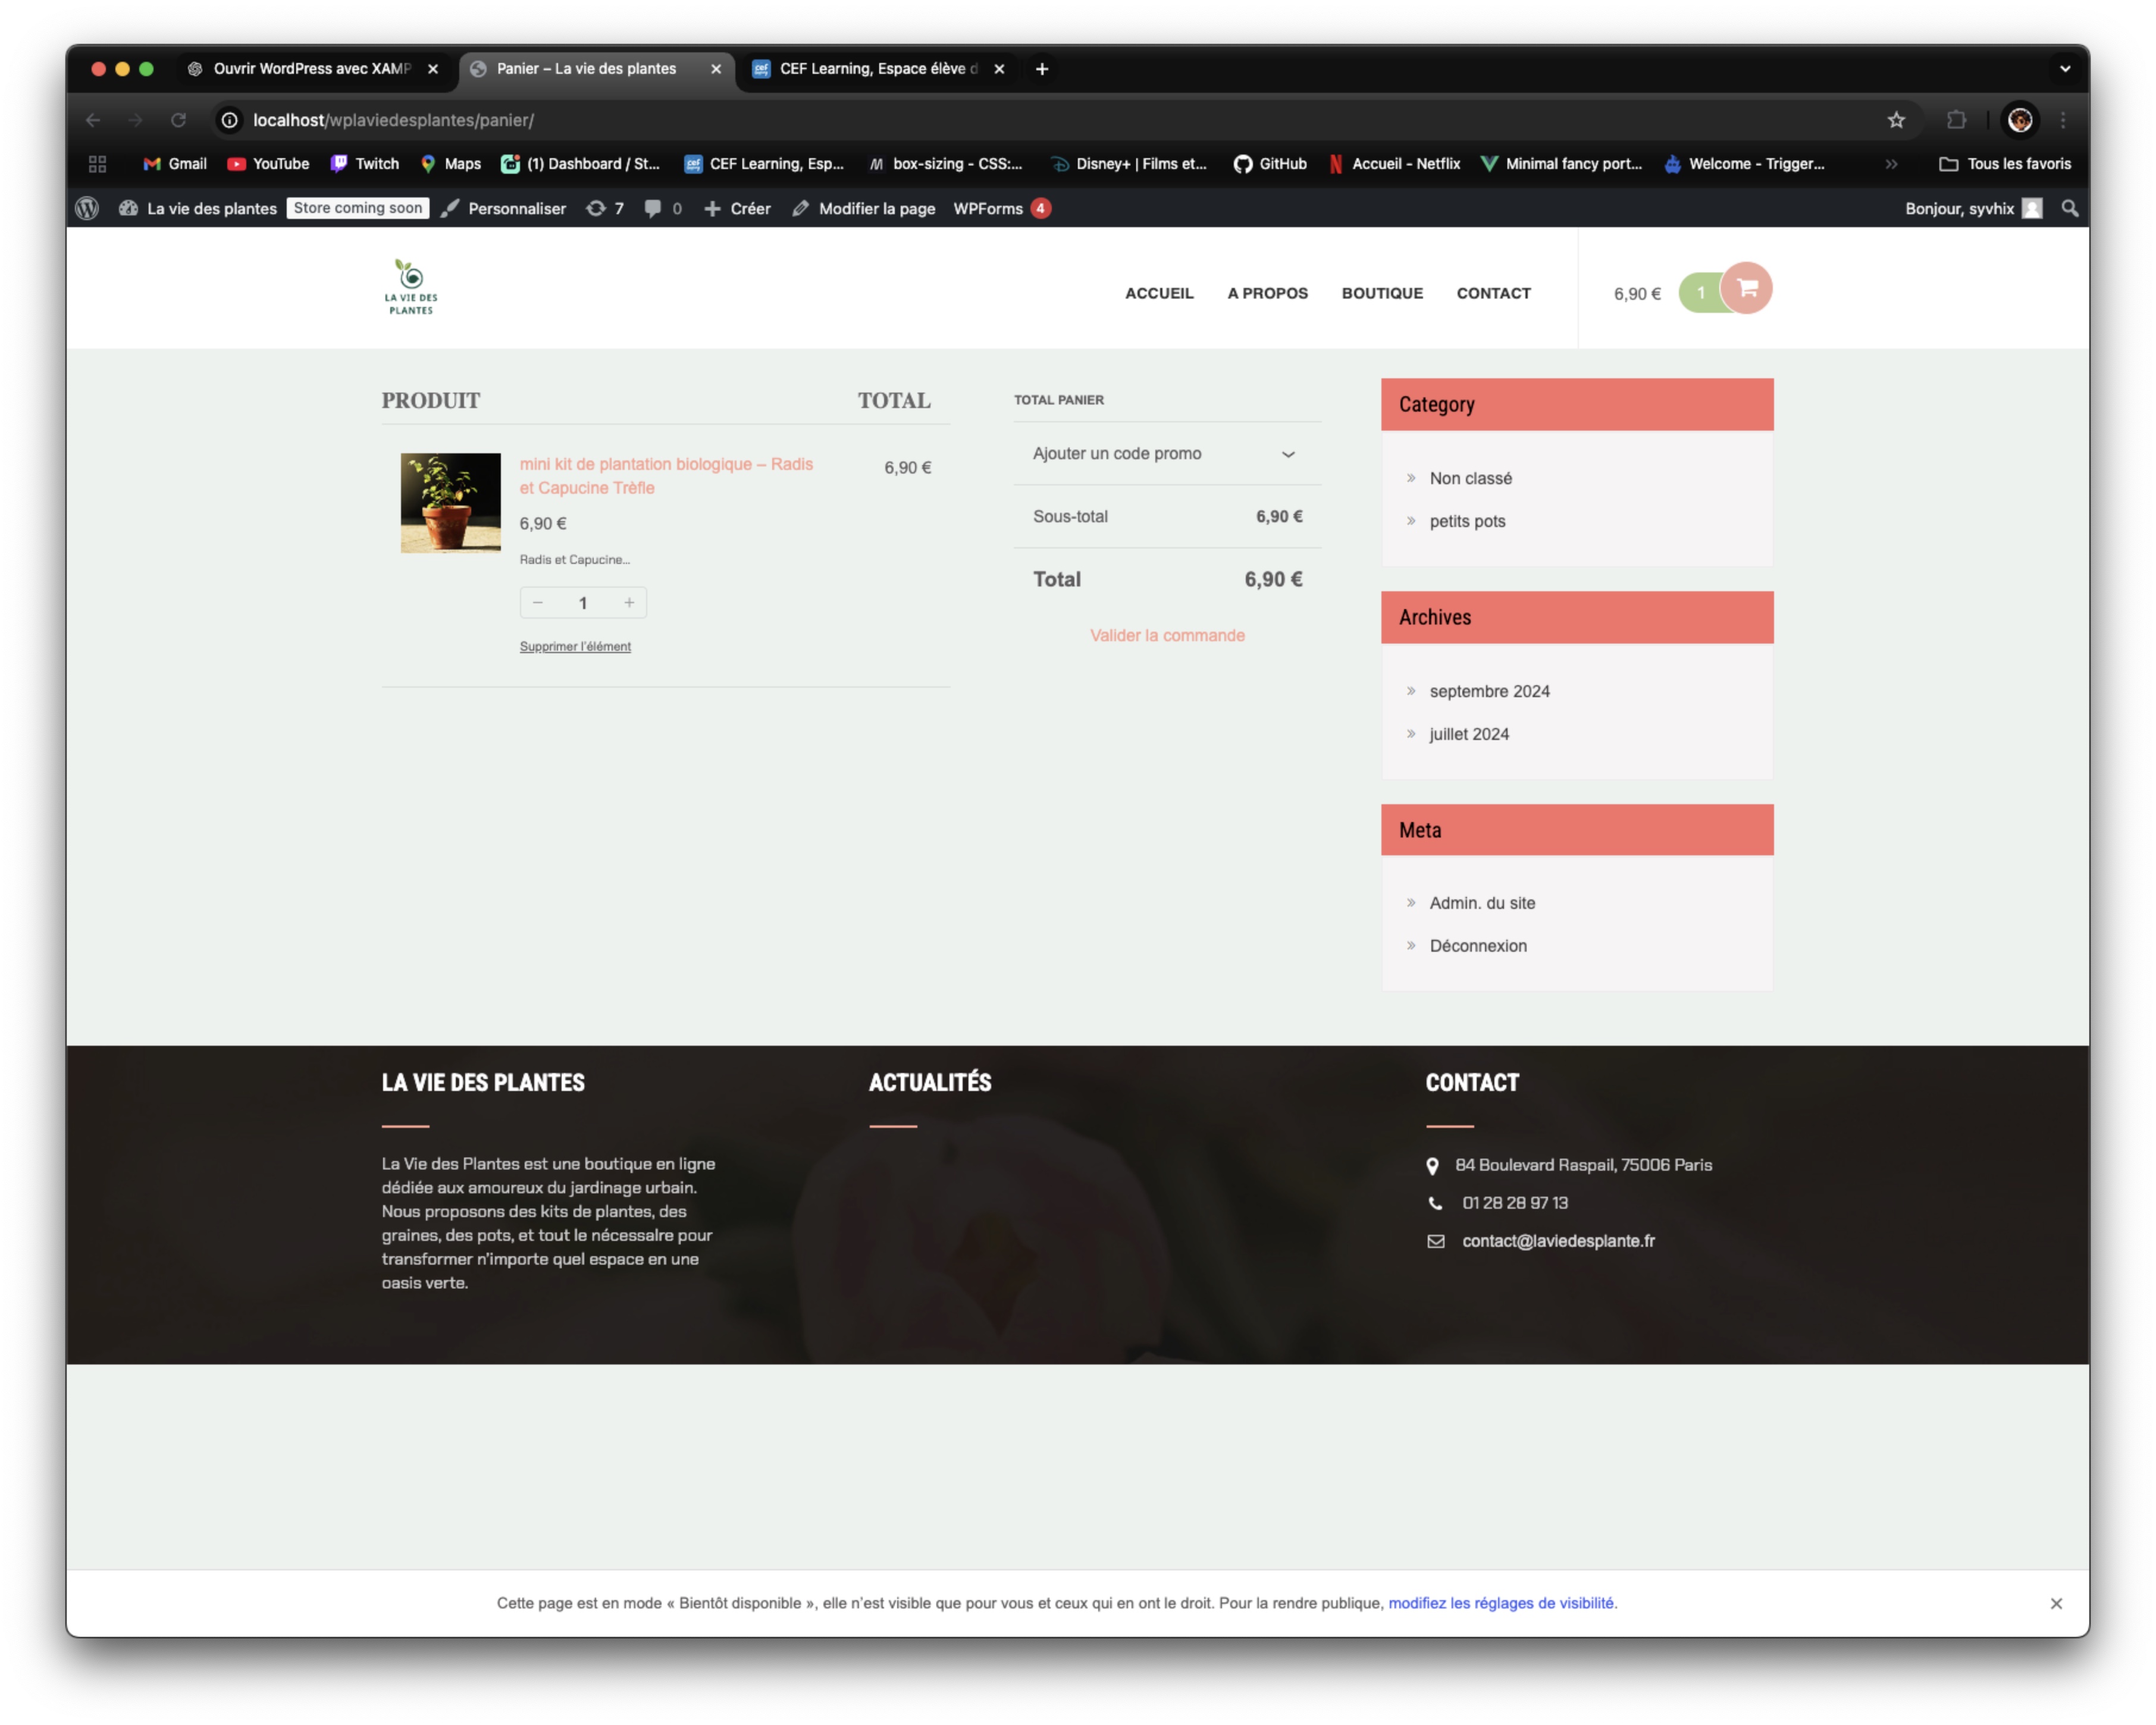 Ouvrir WordPress avec XAMP
Panier – La vie des plantes
CEF Learning, Espace élève d
localhost/wplaviedesplantes/panier/
Gmail
YouTube
Twitch
Maps
(1) Dashboard / St...
CEF Learning, Esp...
box-sizing - CSS:...
Disney+ | Films et...
GitHub
Accueil - Netflix
Minimal fancy port...
Welcome - Trigger...
Tous les favoris
La vie des plantes
Store coming soon
Personnaliser
7
0
Créer
Modifier la page
WPForms 4
Bonjour, syvhix
LA VIE DES
PLANTES
ACCUEIL
A PROPOS
BOUTIQUE
CONTACT
6,90 €
1
PRODUIT
TOTAL
mini kit de plantation biologique – Radis
et Capucine Trèfle
6,90 €
6,90 €
Radis et Capucine...
− 1 +
Supprimer l'élément
TOTAL PANIER
Ajouter un code promo
Sous-total 6,90 €
Total 6,90 €
Valider la commande
Category
Non classé
petits pots
Archives
septembre 2024
juillet 2024
Meta
Admin. du site
Déconnexion
LA VIE DES PLANTES
La Vie des Plantes est une boutique en ligne
dédiée aux amoureux du jardinage urbain.
Nous proposons des kits de plantes, des
graines, des pots, et tout le nécessaire pour
transformer n'importe quel espace en une
oasis verte.
ACTUALITÉS
CONTACT
84 Boulevard Raspail, 75006 Paris
01 28 28 97 13
contact@laviedesplante.fr
Cette page est en mode « Bientôt disponible », elle n'est visible que pour vous et ceux qui en ont le droit. Pour la rendre publique, modifiez les réglages de visibilité.